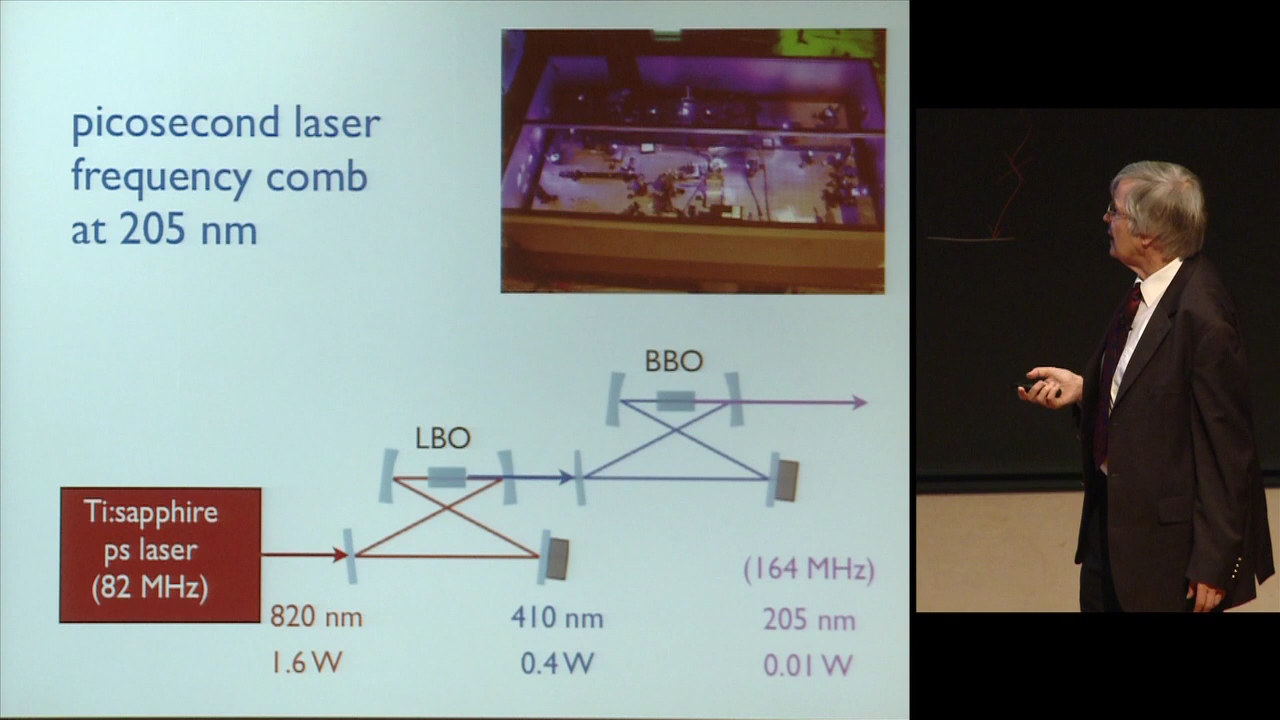 picosecond laser
frequency comb
at 205 nm
BBO
LBO
Ti:sapphire
ps laser
(82 MHz)
820 nm
1.6 W
410 nm
0.4 W
(164 MHz)
205 nm
0.01 W